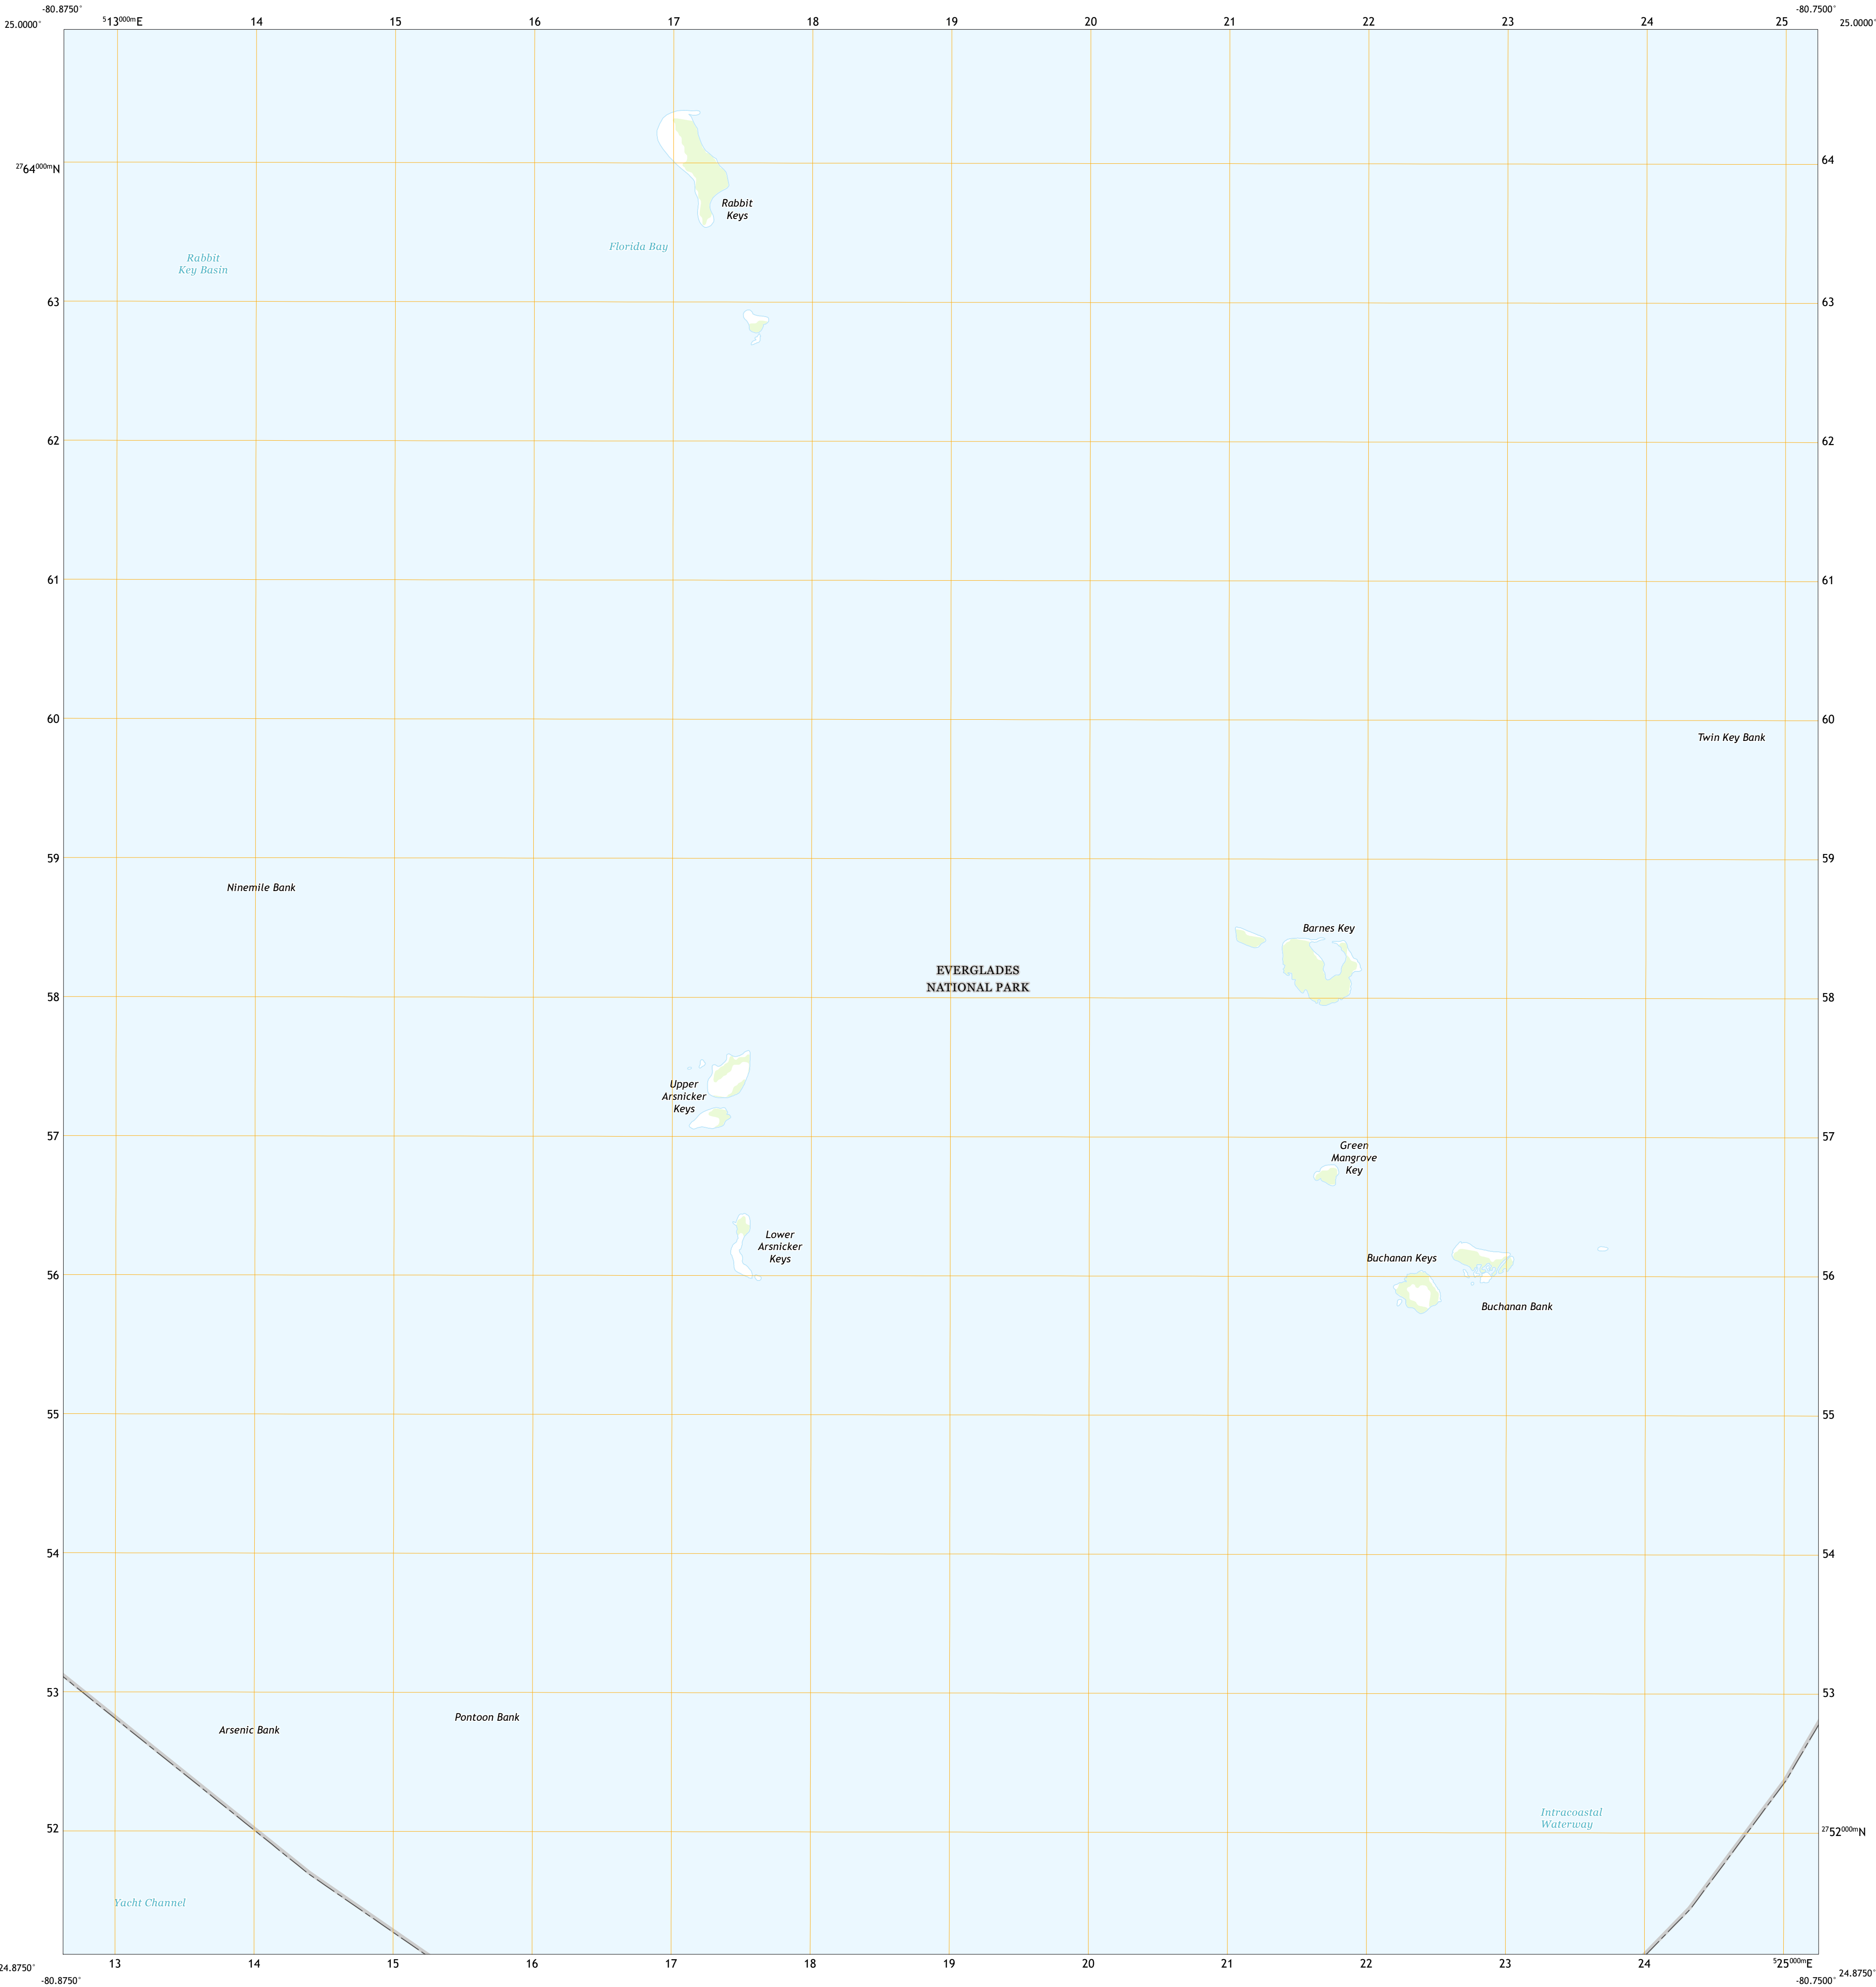 -80.8750°
-80.7500°
25.0000°
⁵13⁰⁰⁰ᵐE 14 15 16 17 18 19 20 21 22 23 24 25
25.0000°
²⁷64⁰⁰⁰ᵐN
64
Rabbit
Keys
Florida Bay
Rabbit
Key Basin
63
63
62
62
61
61
60
60
Twin Key Bank
59
59
Ninemile Bank
Barnes Key
EVERGLADES
NATIONAL PARK
58
58
Upper
Arsnicker
Keys
57
57
Green
Mangrove
Key
Lower
Arsnicker
Keys
Buchanan Keys
56
56
Buchanan Bank
55
55
54
54
53
53
Pontoon Bank
Arsenic Bank
Intracoastal
Waterway
52
²⁷52⁰⁰⁰ᵐN
Yacht Channel
24.8750°
13 14 15 16 17 18 19 20 21 22 23 24 ⁵25⁰⁰⁰ᵐE
24.8750°
-80.8750°
-80.7500°